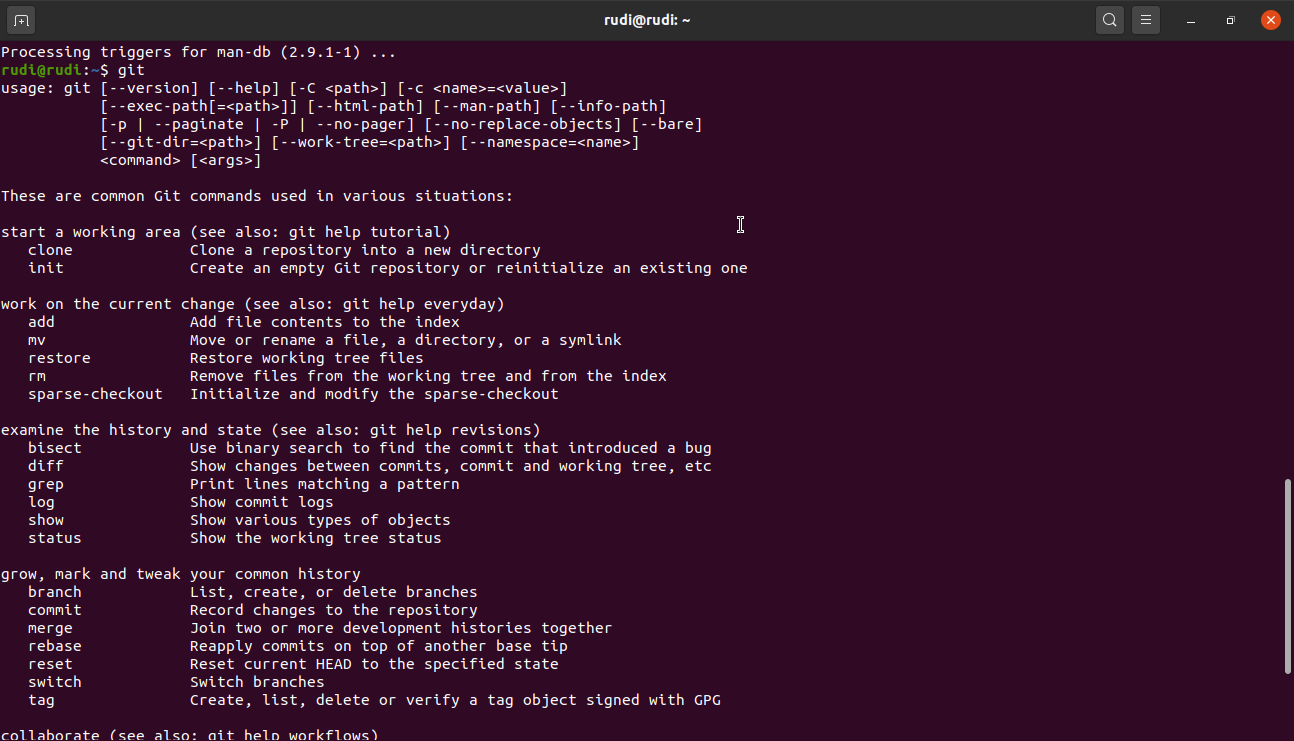 rudi@rudi: ~
Processing triggers for man-db (2.9.1-1) ...
rudi@rudi:~$ git
usage: git [--version] [--help] [-C <path>] [-c <name>=<value>]
           [--exec-path[=<path>]] [--html-path] [--man-path] [--info-path]
           [-p | --paginate | -P | --no-pager] [--no-replace-objects] [--bare]
           [--git-dir=<path>] [--work-tree=<path>] [--namespace=<name>]
           <command> [<args>]

These are common Git commands used in various situations:

start a working area (see also: git help tutorial)
   clone             Clone a repository into a new directory
   init              Create an empty Git repository or reinitialize an existing one

work on the current change (see also: git help everyday)
   add               Add file contents to the index
   mv                Move or rename a file, a directory, or a symlink
   restore           Restore working tree files
   rm                Remove files from the working tree and from the index
   sparse-checkout   Initialize and modify the sparse-checkout

examine the history and state (see also: git help revisions)
   bisect            Use binary search to find the commit that introduced a bug
   diff              Show changes between commits, commit and working tree, etc
   grep              Print lines matching a pattern
   log               Show commit logs
   show              Show various types of objects
   status            Show the working tree status

grow, mark and tweak your common history
   branch            List, create, or delete branches
   commit            Record changes to the repository
   merge             Join two or more development histories together
   rebase            Reapply commits on top of another base tip
   reset             Reset current HEAD to the specified state
   switch            Switch branches
   tag               Create, list, delete or verify a tag object signed with GPG

collaborate (see also: git help workflows)